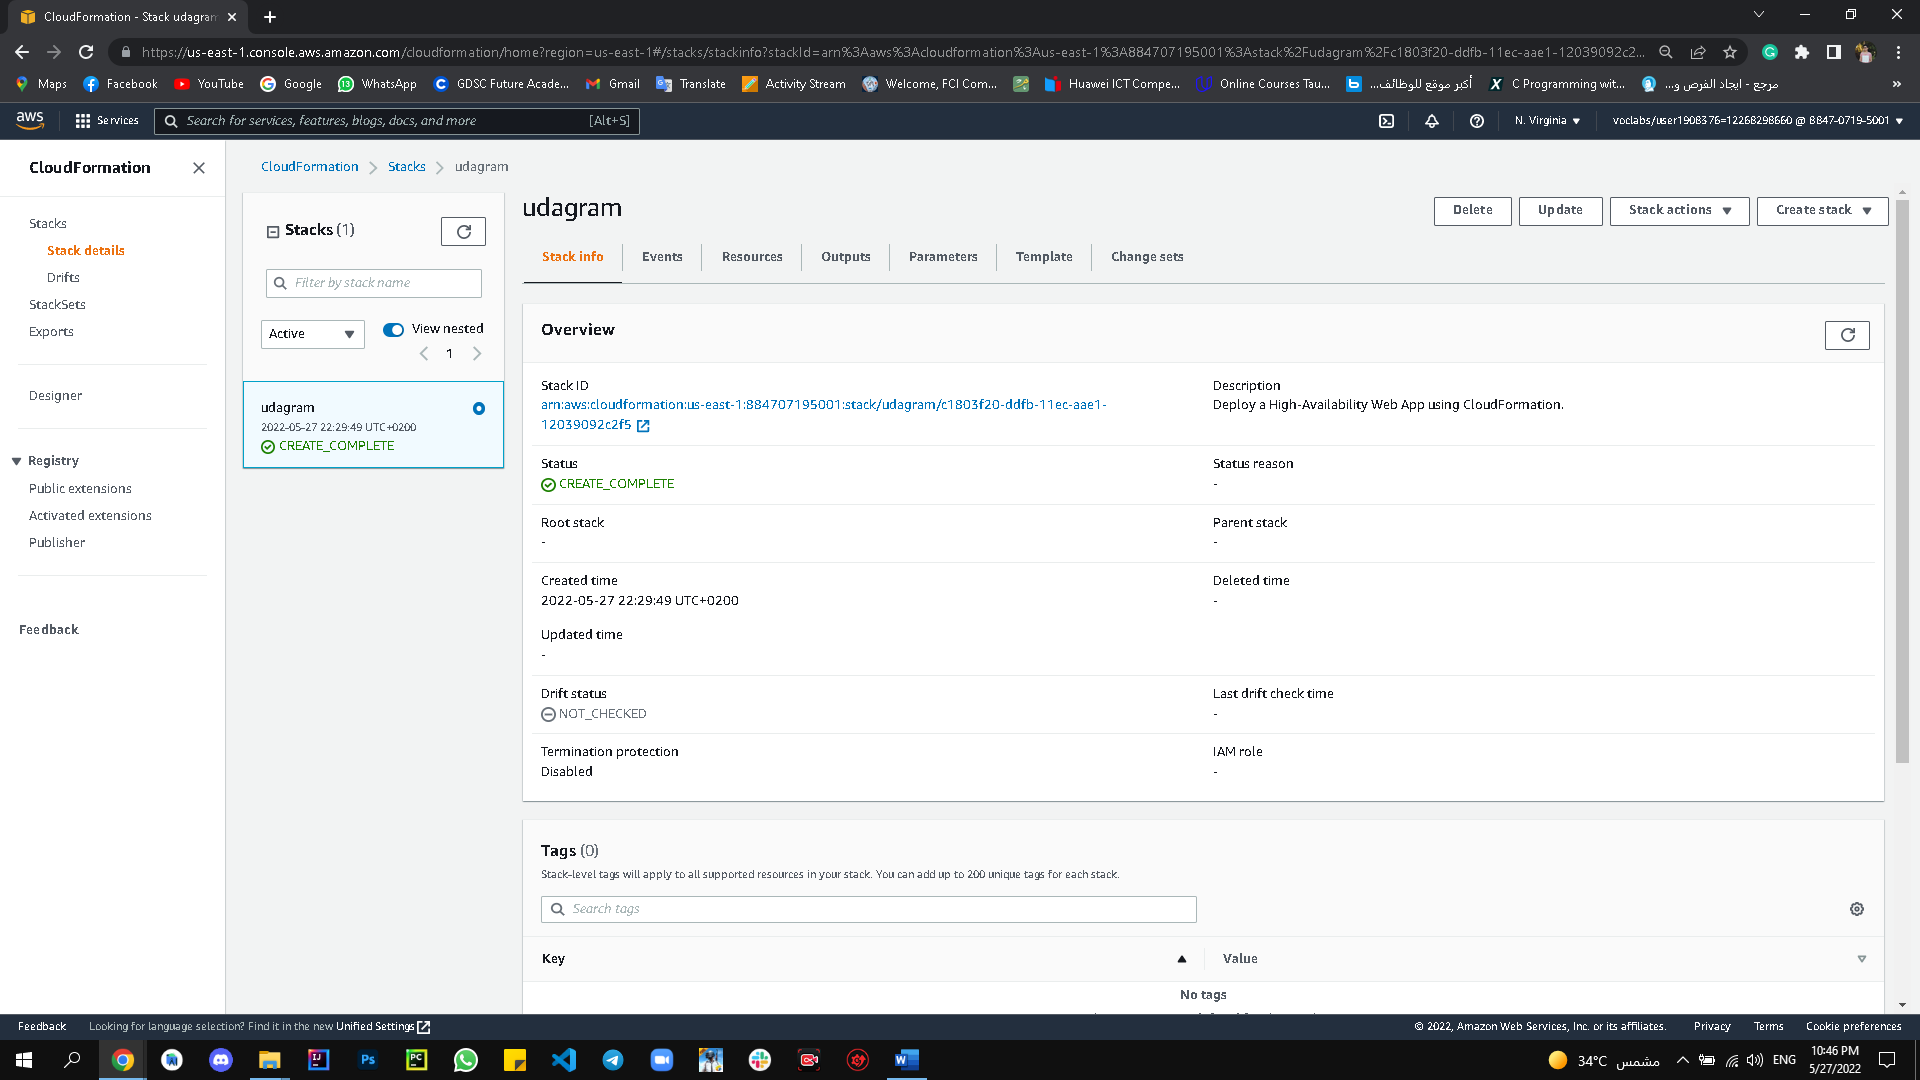 CloudFormation - Stack udagram
https://us-east-1.console.aws.amazon.com/cloudformation/home?region=us-east-1#/stacks/stackinfo?stackId=arn%3Aaws%3Acloudformation%3Aus-east-1%3A884707195001%3Astack%2Fudagram%2Fc1803f20-ddfb-11ec-aae1-12039092c2...
Maps Facebook YouTube Google WhatsApp GDSC Future Acade... Gmail Translate Activity Stream Welcome, FCI Com... Huawei ICT Compe... Online Courses Tau... أكبر موقع للوظائف... C Programming wit... مرجع - ايجاد الفرص و... »
aws Services Search for services, features, blogs, docs, and more [Alt+S] N. Virginia voclabs/user1908376=12268298660 @ 8847-0719-5001
CloudFormation
Stacks
Stack details
Drifts
StackSets
Exports
Designer
Registry
Public extensions
Activated extensions
Publisher
Feedback
CloudFormation Stacks udagram
Stacks (1)
Filter by stack name
Active View nested
1
udagram
2022-05-27 22:29:49 UTC+0200
CREATE_COMPLETE
udagram
Delete Update Stack actions Create stack
Stack info Events Resources Outputs Parameters Template Change sets
Overview
Stack ID
arn:aws:cloudformation:us-east-1:884707195001:stack/udagram/c1803f20-ddfb-11ec-aae1-
12039092c2f5
Description
Deploy a High-Availability Web App using CloudFormation.
Status
CREATE_COMPLETE
Status reason
-
Root stack
-
Parent stack
-
Created time
2022-05-27 22:29:49 UTC+0200
Deleted time
-
Updated time
-
Drift status
NOT_CHECKED
Last drift check time
-
Termination protection
Disabled
IAM role
-
Tags (0)
Stack-level tags will apply to all supported resources in your stack. You can add up to 200 unique tags for each stack.
Search tags
Key Value
No tags
Feedback Looking for language selection? Find it in the new Unified Settings © 2022, Amazon Web Services, Inc. or its affiliates. Privacy Terms Cookie preferences
34°C مشمس ENG
10:46 PM
5/27/2022